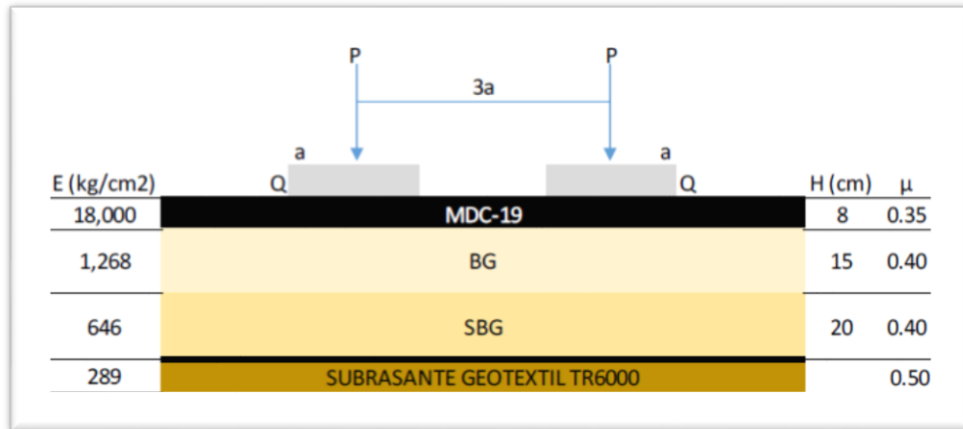 P P
3a
a a
E (kg/cm2) Q Q H (cm) μ
18,000 MDC-19 8 0.35
1,268 BG 15 0.40
646 SBG 20 0.40
289 SUBRASANTE GEOTEXTIL TR6000 0.50